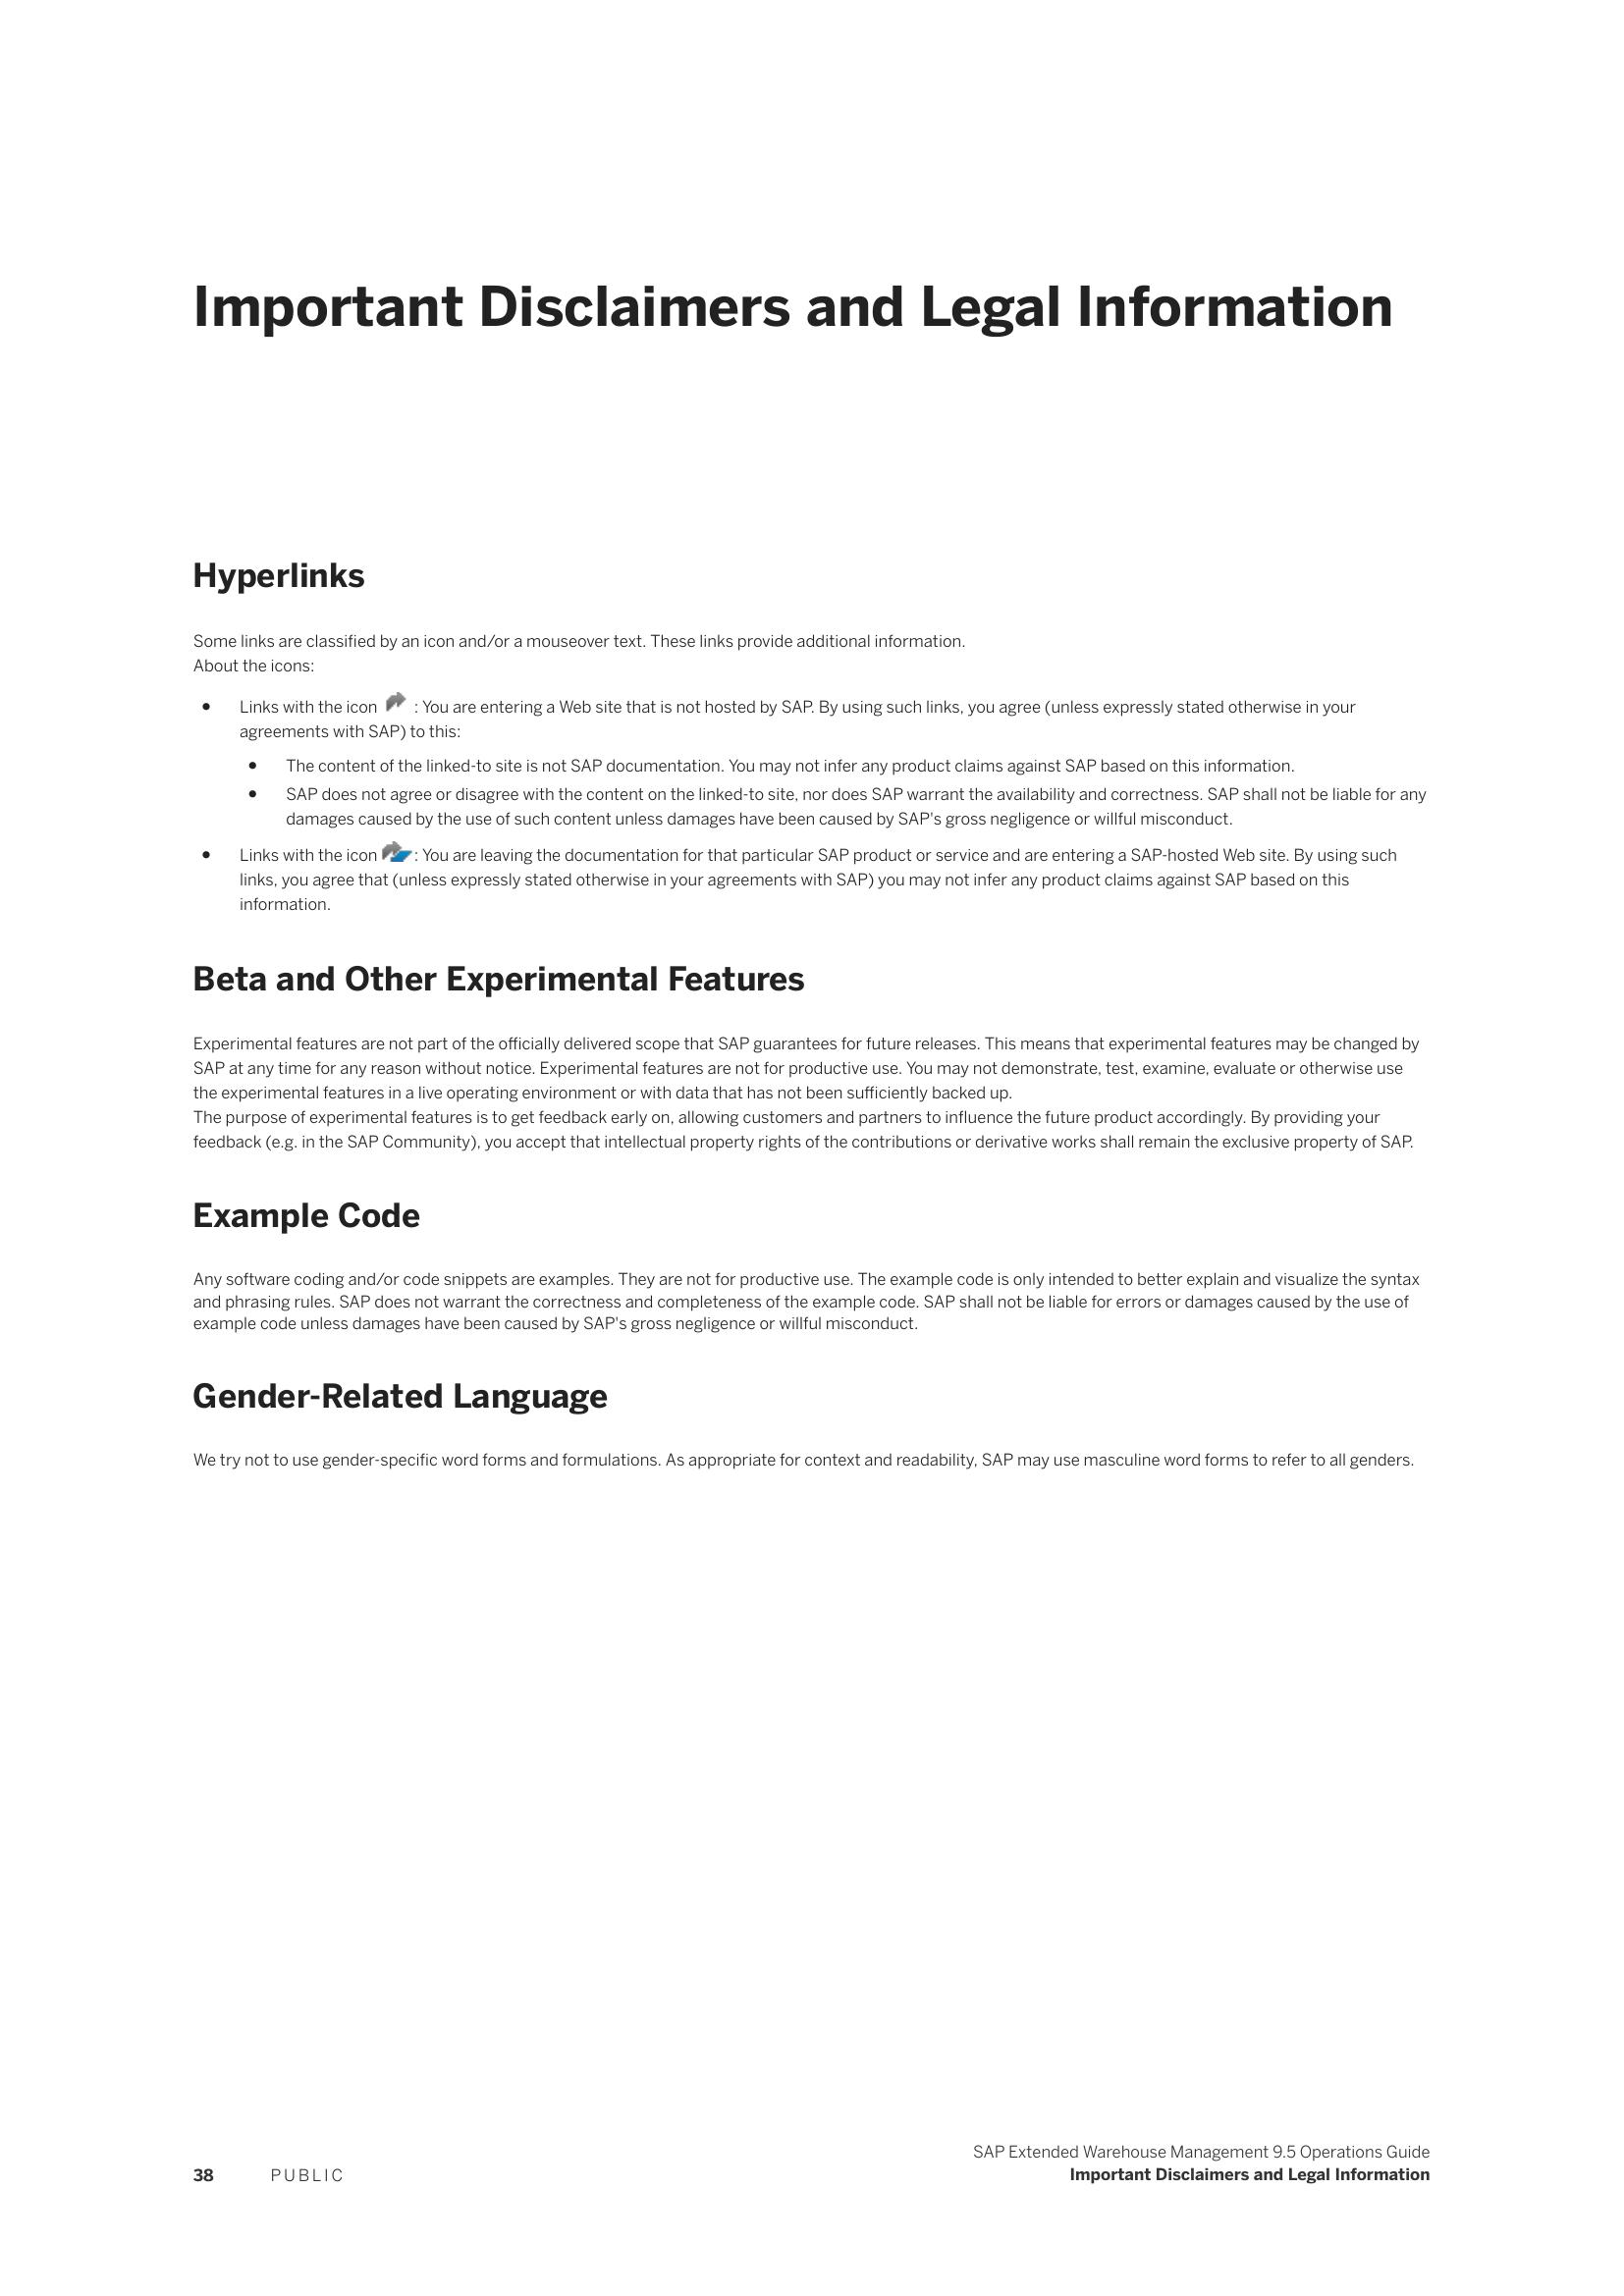 Important Disclaimers and Legal Information
Hyperlinks
Some links are classified by an icon and/or a mouseover text. These links provide additional information.
About the icons:
● Links with the icon : You are entering a Web site that is not hosted by SAP. By using such links, you agree (unless expressly stated otherwise in your
agreements with SAP) to this:
● The content of the linked-to site is not SAP documentation. You may not infer any product claims against SAP based on this information.
● SAP does not agree or disagree with the content on the linked-to site, nor does SAP warrant the availability and correctness. SAP shall not be liable for any
damages caused by the use of such content unless damages have been caused by SAP's gross negligence or willful misconduct.
● Links with the icon : You are leaving the documentation for that particular SAP product or service and are entering a SAP-hosted Web site. By using such
links, you agree that (unless expressly stated otherwise in your agreements with SAP) you may not infer any product claims against SAP based on this
information.
Beta and Other Experimental Features
Experimental features are not part of the officially delivered scope that SAP guarantees for future releases. This means that experimental features may be changed by
SAP at any time for any reason without notice. Experimental features are not for productive use. You may not demonstrate, test, examine, evaluate or otherwise use
the experimental features in a live operating environment or with data that has not been sufficiently backed up.
The purpose of experimental features is to get feedback early on, allowing customers and partners to influence the future product accordingly. By providing your
feedback (e.g. in the SAP Community), you accept that intellectual property rights of the contributions or derivative works shall remain the exclusive property of SAP.
Example Code
Any software coding and/or code snippets are examples. They are not for productive use. The example code is only intended to better explain and visualize the syntax
and phrasing rules. SAP does not warrant the correctness and completeness of the example code. SAP shall not be liable for errors or damages caused by the use of
example code unless damages have been caused by SAP's gross negligence or willful misconduct.
Gender-Related Language
We try not to use gender-specific word forms and formulations. As appropriate for context and readability, SAP may use masculine word forms to refer to all genders.
SAP Extended Warehouse Management 9.5 Operations Guide
38 PUBLIC Important Disclaimers and Legal Information